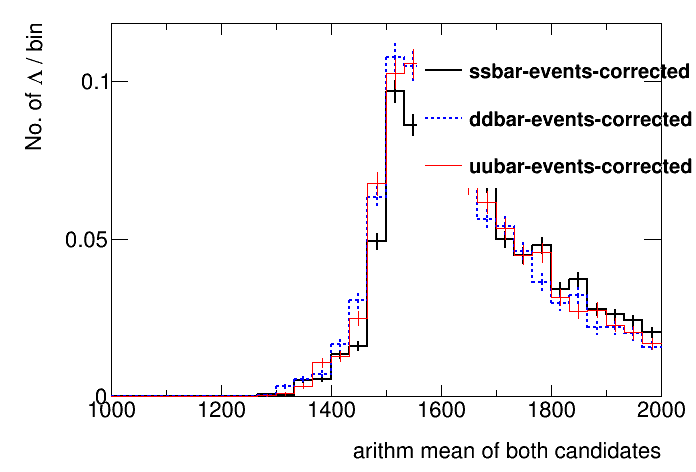 No. of Λ / bin
0.1
0.05
0
ssbar-events-corrected
ddbar-events-corrected
uubar-events-corrected
1000 1200 1400 1600 1800 2000
arithm mean of both candidates